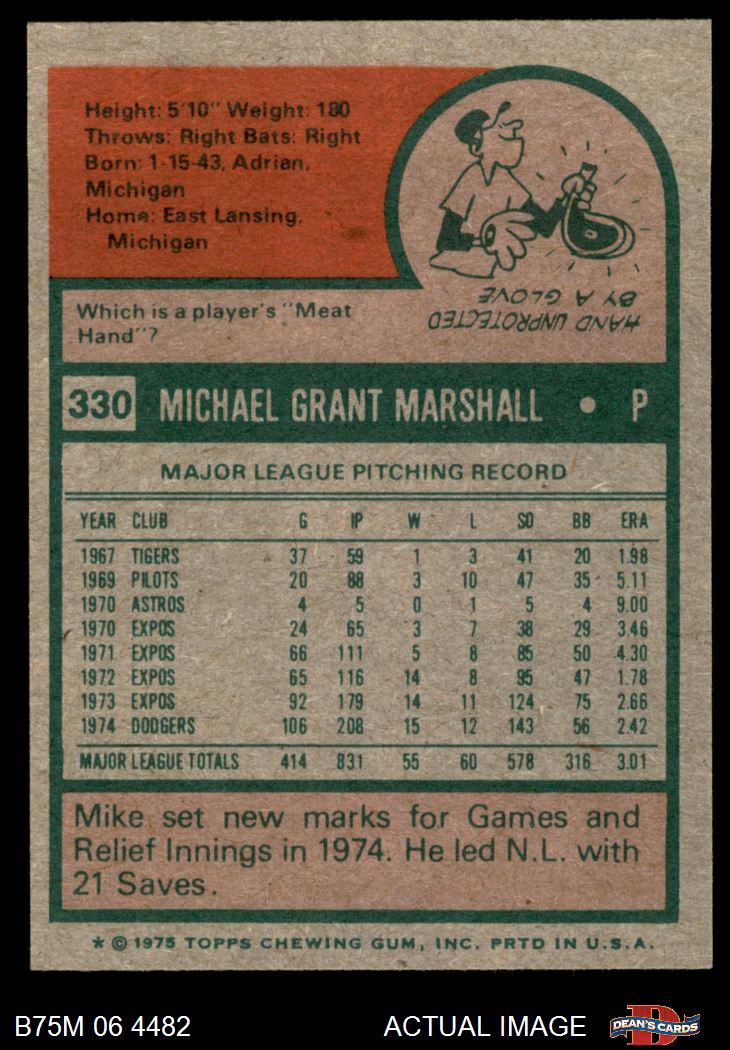 Height: 5'10" Weight: 180
Throws: Right Bats: Right
Born: 1-15-43, Adrian,
Michigan
Home: East Lansing,
Michigan
Which is a player's "Meat
Hand"?
HAND UNPROTECTED
BY A GLOVE
330 MICHAEL GRANT MARSHALL • P
MAJOR LEAGUE PITCHING RECORD
YEAR CLUB G IP W L SO BB ERA
1967 TIGERS 37 59 1 3 41 20 1.98
1969 PILOTS 20 88 3 10 47 35 5.11
1970 ASTROS 4 5 0 1 5 4 9.00
1970 EXPOS 24 65 3 7 38 29 3.46
1971 EXPOS 66 111 5 8 85 50 4.30
1972 EXPOS 65 116 14 8 95 47 1.78
1973 EXPOS 92 179 14 11 124 75 2.66
1974 DODGERS 106 208 15 12 143 56 2.42
MAJOR LEAGUE TOTALS 414 831 55 60 578 316 3.01
Mike set new marks for Games and
Relief Innings in 1974. He led N.L. with
21 Saves.
* © 1975 TOPPS CHEWING GUM, INC. PRTD IN U.S.A.
B75M 06 4482 ACTUAL IMAGE D DEAN'S CARDS